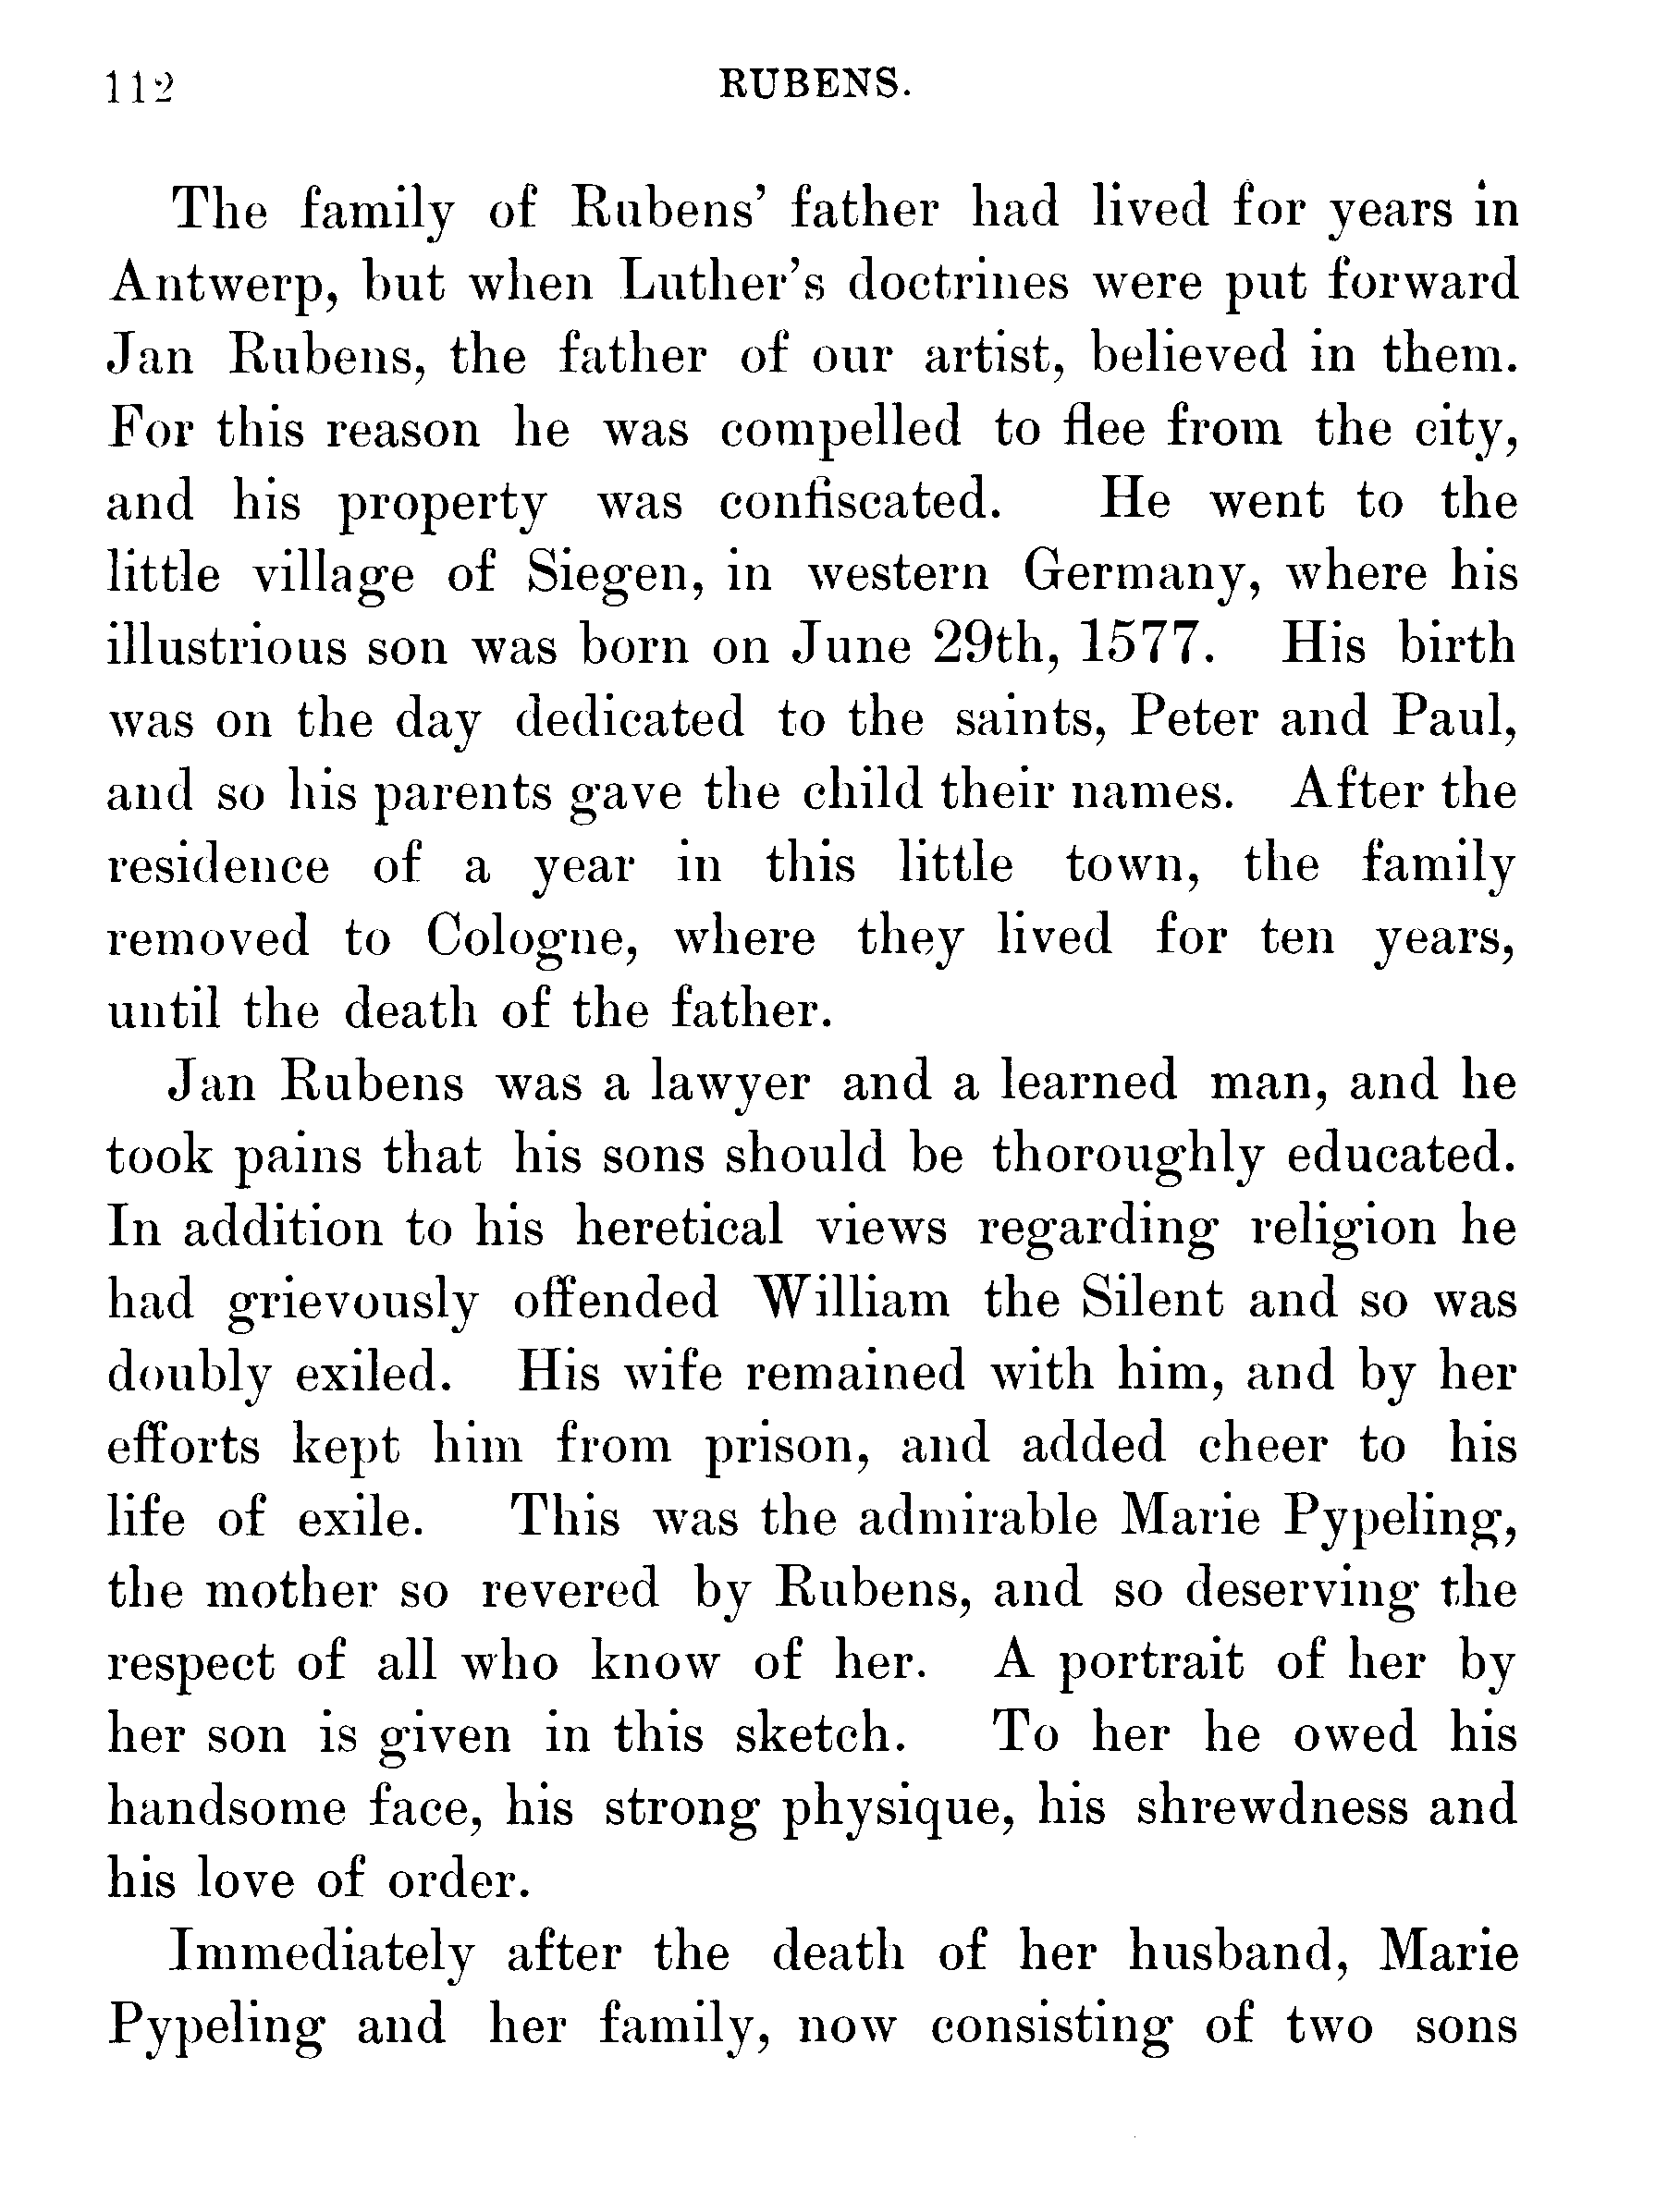 112
RUBENS.
The family of Rubens' father had lived for years in
Antwerp, but when Luther's doctrines were put forward
Jan Rubens, the father of our artist, believed in them.
For this reason he was compelled to flee from the city,
and his property was confiscated. He went to the
little village of Siegen, in western Germany, where his
illustrious son was born on June 29th, 1577. His birth
was on the day dedicated to the saints, Peter and Paul,
and so his parents gave the child their names. After the
residence of a year in this little town, the family
removed to Cologne, where they lived for ten years,
until the death of the father.
Jan Rubens was a lawyer and a learned man, and he
took pains that his sons should be thoroughly educated.
In addition to his heretical views regarding religion he
had grievously offended William the Silent and so was
doubly exiled. His wife remained with him, and by her
efforts kept him from prison, and added cheer to his
life of exile. This was the admirable Marie Pypeling,
the mother so revered by Rubens, and so deserving the
respect of all who know of her. A portrait of her by
her son is given in this sketch. To her he owed his
handsome face, his strong physique, his shrewdness and
his love of order.
Immediately after the death of her husband, Marie
Pypeling and her family, now consisting of two sons